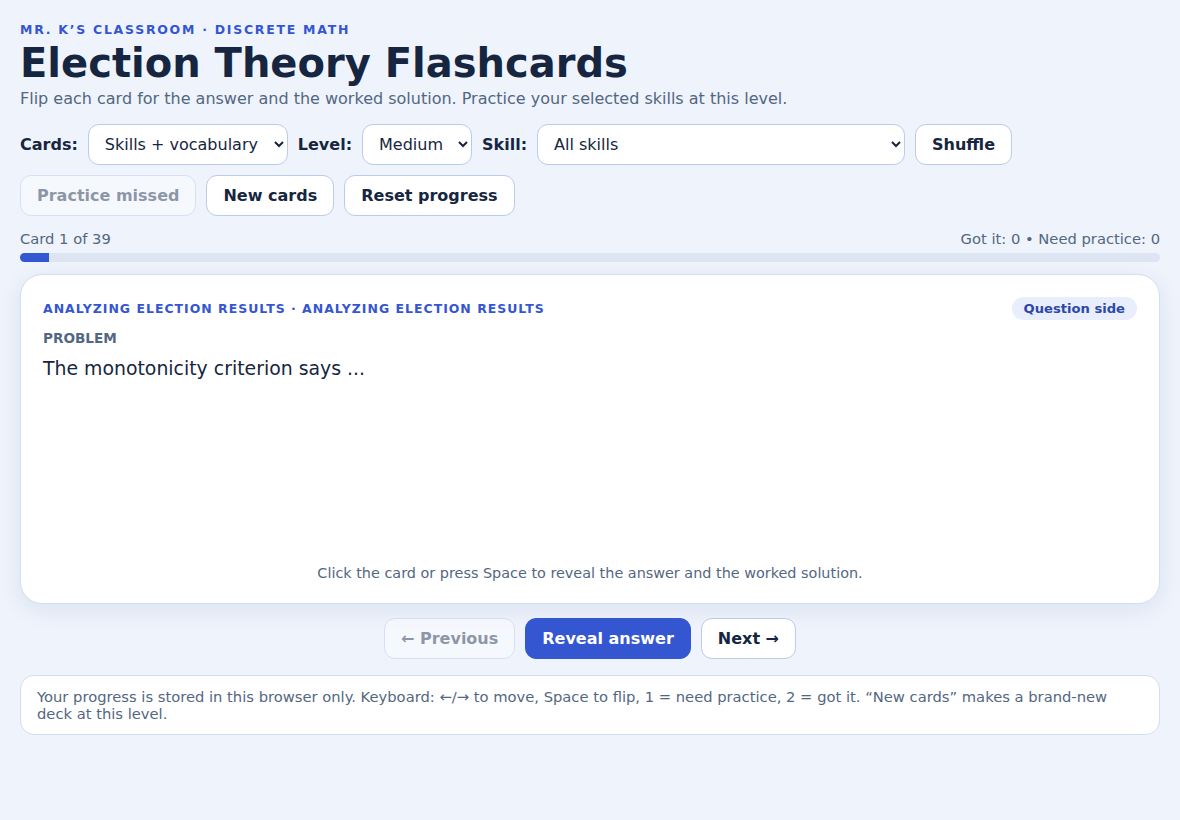 MR. K’S CLASSROOM · DISCRETE MATH
Election Theory Flashcards
Flip each card for the answer and the worked solution. Practice your selected skills at this level.
Cards: Skills + vocabulary Level: Medium Skill: All skills Shuffle
Practice missed New cards Reset progress
Card 1 of 39 Got it: 0 • Need practice: 0
ANALYZING ELECTION RESULTS · ANALYZING ELECTION RESULTS Question side
PROBLEM
The monotonicity criterion says ...
Click the card or press Space to reveal the answer and the worked solution.
← Previous Reveal answer Next →
Your progress is stored in this browser only. Keyboard: ←/→ to move, Space to flip, 1 = need practice, 2 = got it. “New cards” makes a brand-new
deck at this level.